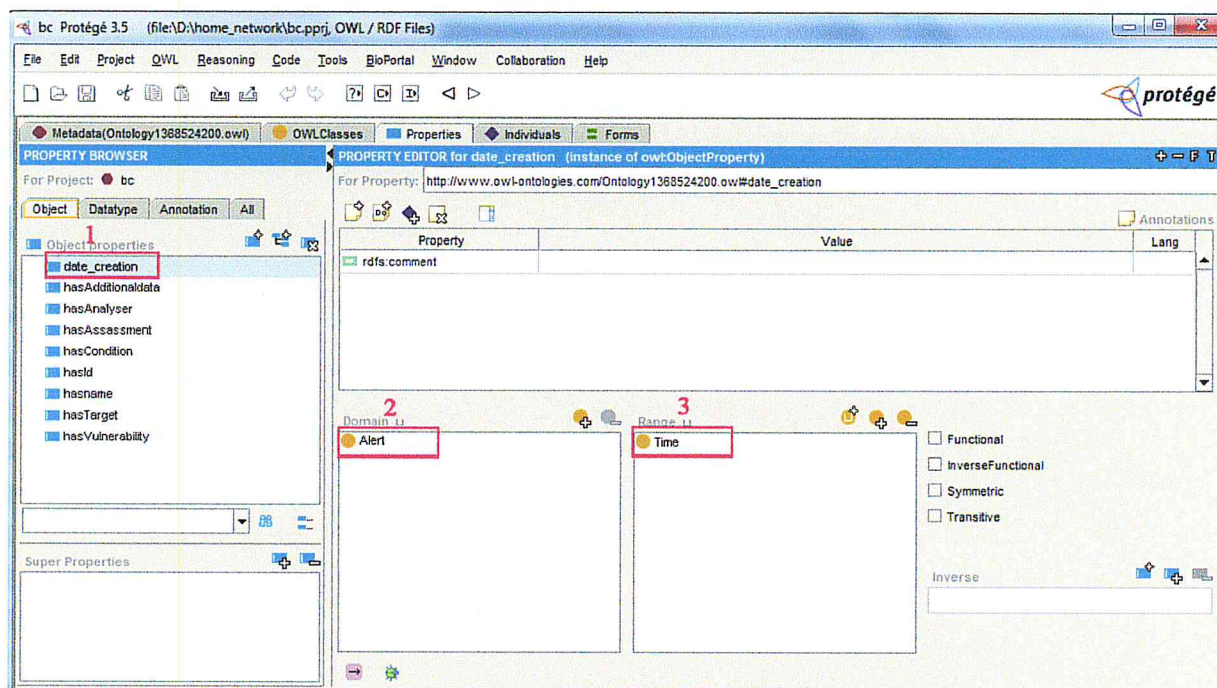 bc Protégé 3.5 (file:\D:\home_network\bc.pprj, OWL / RDF Files)
File Edit Project OWL Reasoning Code Tools BioPortal Window Collaboration Help
protégé
Metadata(Ontology1368524200.owl) OWLClasses Properties Individuals Forms
PROPERTY BROWSER
For Project: bc
Object Datatype Annotation All
1
Object properties
date_creation
hasAdditionaldata
hasAnalyser
hasAssassment
hasCondition
hasId
hasname
hasTarget
hasVulnerability
Super Properties
PROPERTY EDITOR for date_creation (instance of owl:ObjectProperty)
+ − F T
For Property: http://www.owl-ontologies.com/Ontology1368524200.owl#date_creation
Annotations
Property Value Lang
rdfs:comment
2
Domain ⊔
Alert
3
Range ⊔
Time
Functional
InverseFunctional
Symmetric
Transitive
Inverse